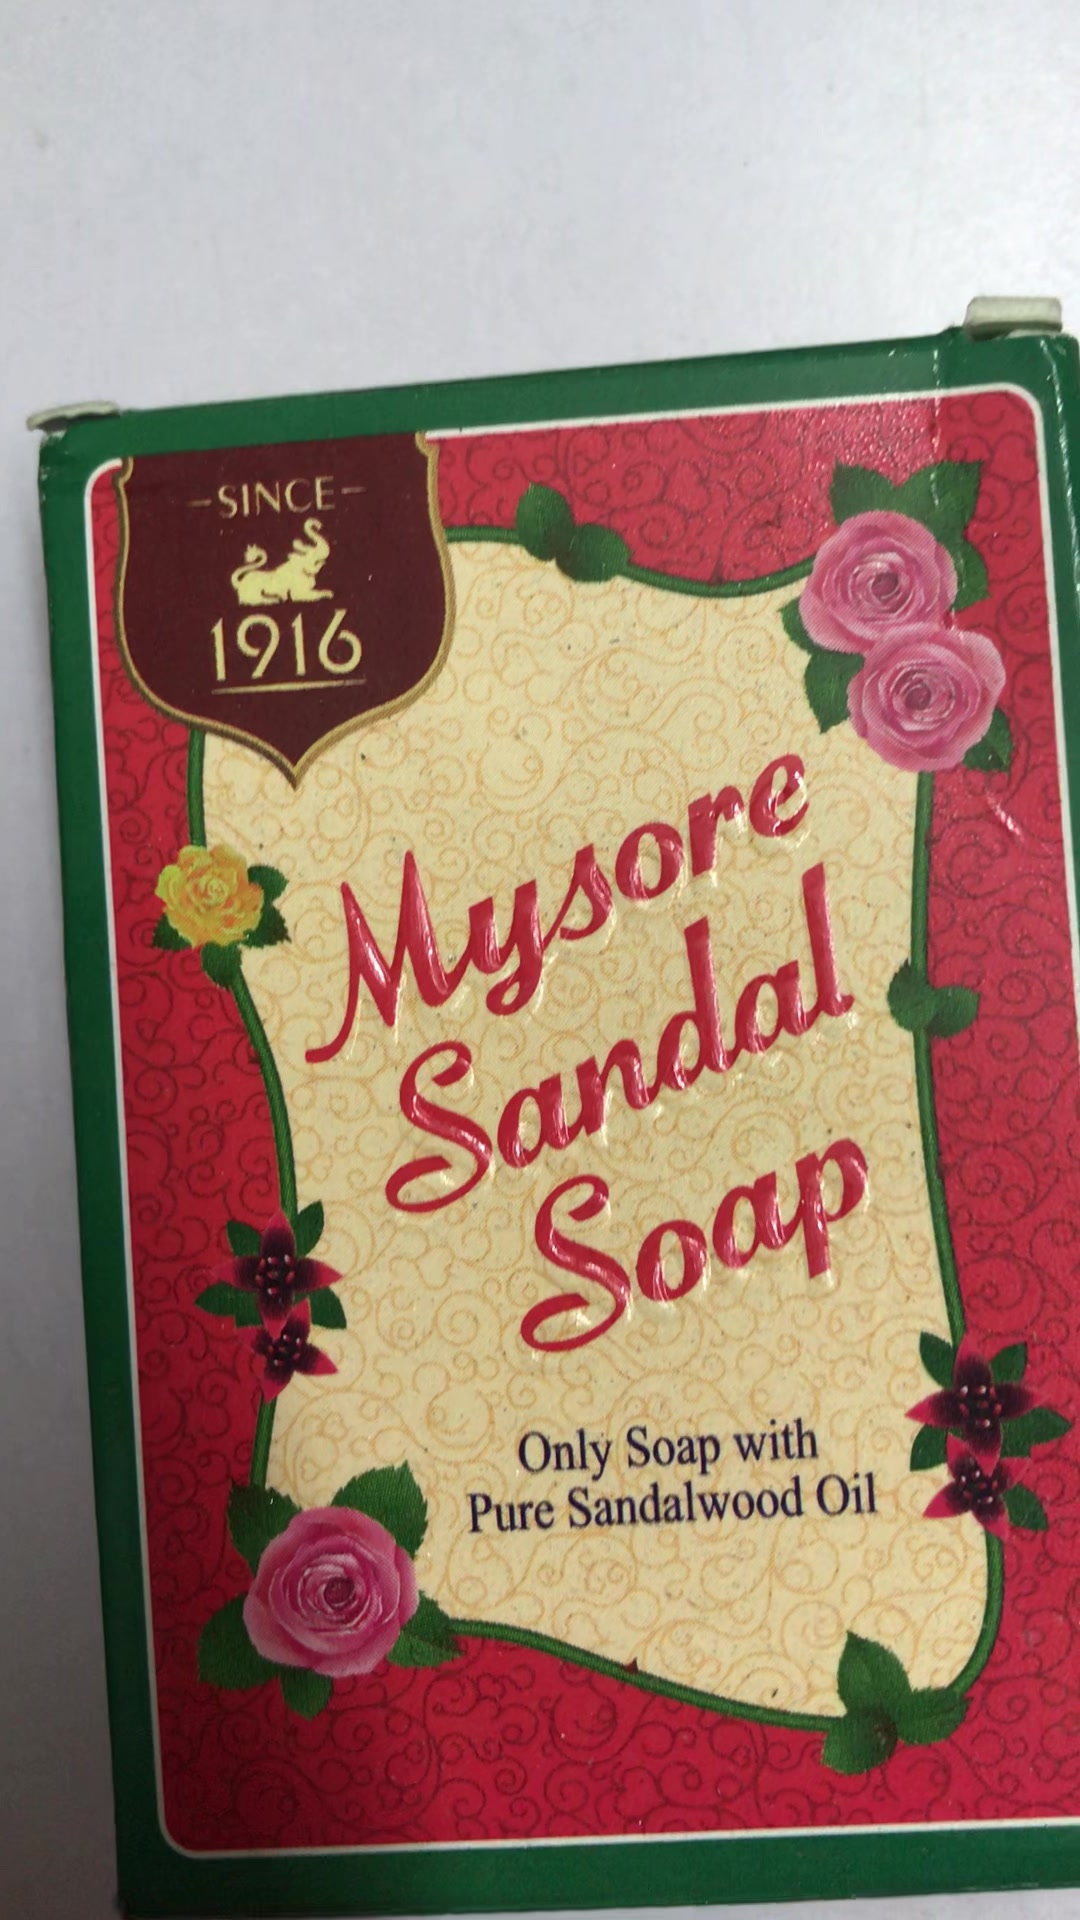 -SINCE-
1916
Mysore
Sandal
Soap
Only Soap with
Pure Sandalwood Oil